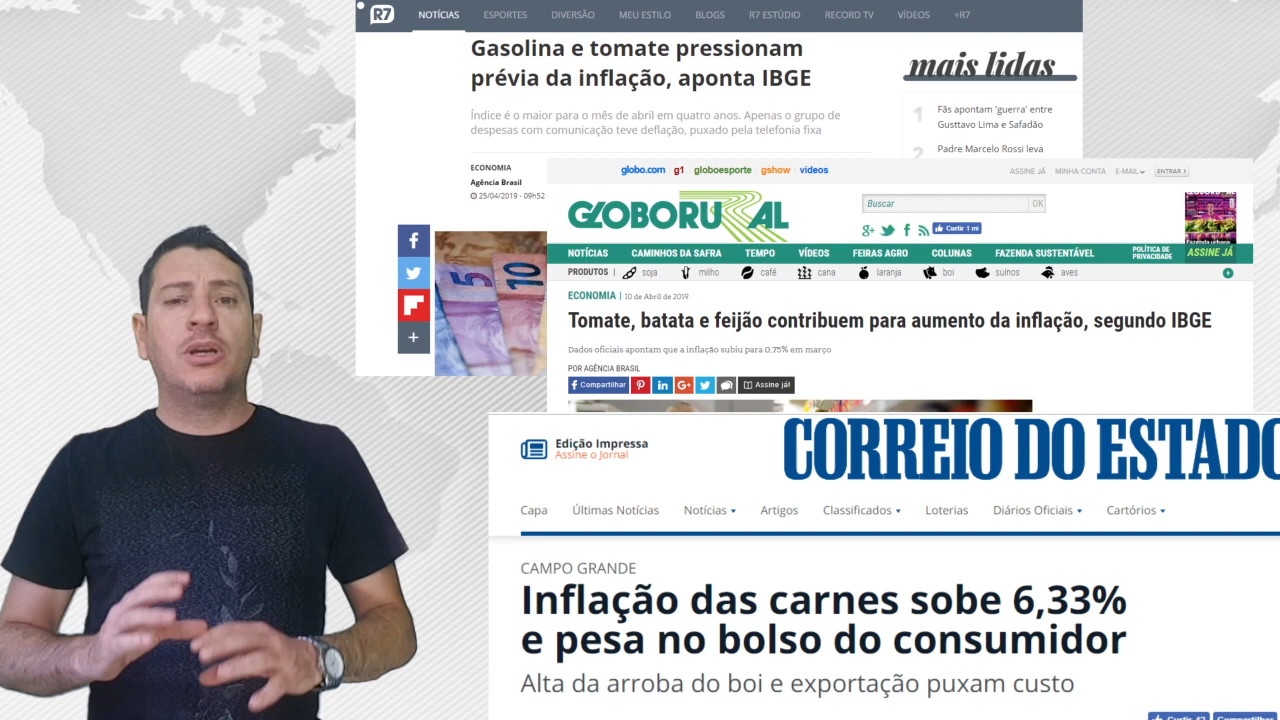 R7 NOTÍCIAS ESPORTES DIVERSÃO MEU ESTILO BLOGS R7 ESTÚDIO RECORD TV VÍDEOS +R7
Gasolina e tomate pressionam
prévia da inflação, aponta IBGE
Índice é o maior para o mês de abril em quatro anos. Apenas o grupo de
despesas com comunicação teve deflação, puxado pela telefonia fixa
mais lidas
1 Fãs apontam 'guerra' entre
Gusttavo Lima e Safadão
2 Padre Marcelo Rossi leva
ECONOMIA
Agência Brasil
25/04/2019 - 09h52
5 10
globo.com g1 globoesporte gshow videos
ASSINE JÁ MINHA CONTA E-MAIL ENTRAR
GLOBORURAL
Buscar OK
Curtir 1 mi
ASSINE JÁ
NOTÍCIAS CAMINHOS DA SAFRA TEMPO VÍDEOS FEIRAS AGRO COLUNAS FAZENDA SUSTENTÁVEL POLÍTICA DE
PRIVACIDADE
PRODUTOS | soja milho café cana laranja boi suínos aves
ECONOMIA | 10 de Abril de 2019
Tomate, batata e feijão contribuem para aumento da inflação, segundo IBGE
Dados oficiais apontam que a inflação subiu para 0,75% em março
POR AGÊNCIA BRASIL
Compartilhar Assine já!
Edição Impressa
Assine o Jornal
CORREIO DO ESTADO
Capa Últimas Notícias Notícias Artigos Classificados Loterias Diários Oficiais Cartórios
CAMPO GRANDE
Inflação das carnes sobe 6,33%
e pesa no bolso do consumidor
Alta da arroba do boi e exportação puxam custo
Curtir 42 Compartilhar